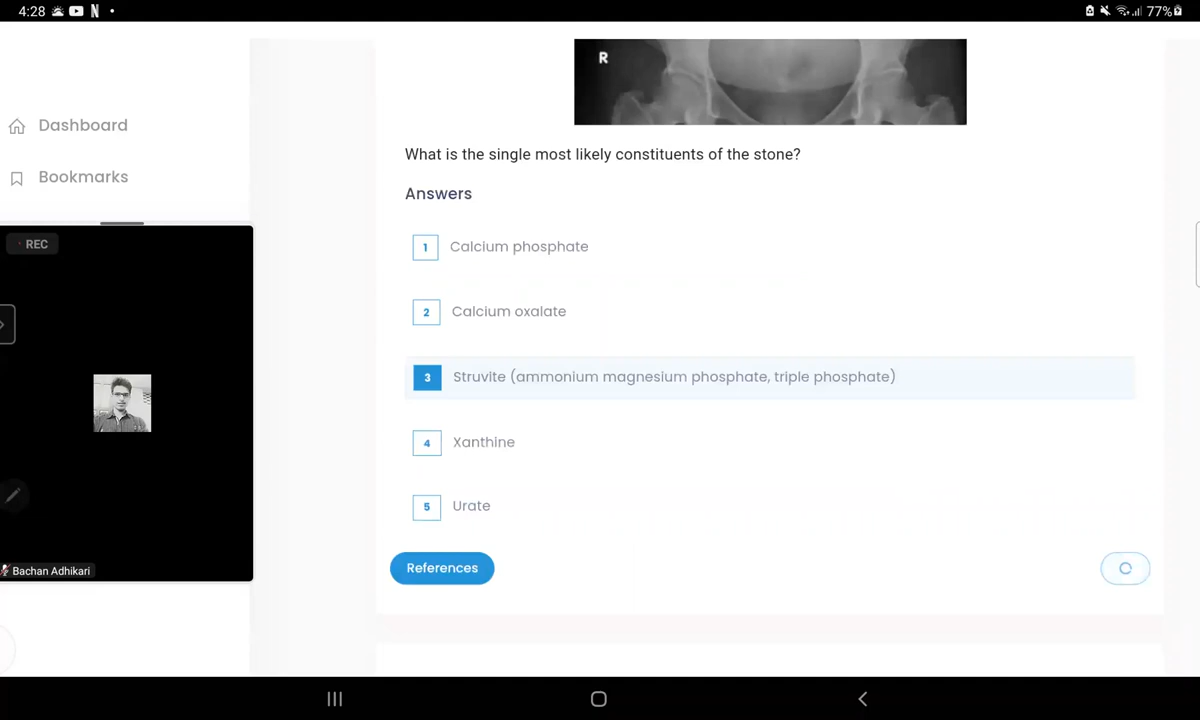 4:28 N
77%
R
Dashboard
What is the single most likely constituents of the stone?
Bookmarks
Answers
REC
1 Calcium phosphate
2 Calcium oxalate
3 Struvite (ammonium magnesium phosphate, triple phosphate)
4 Xanthine
5 Urate
References
Bachan Adhikari